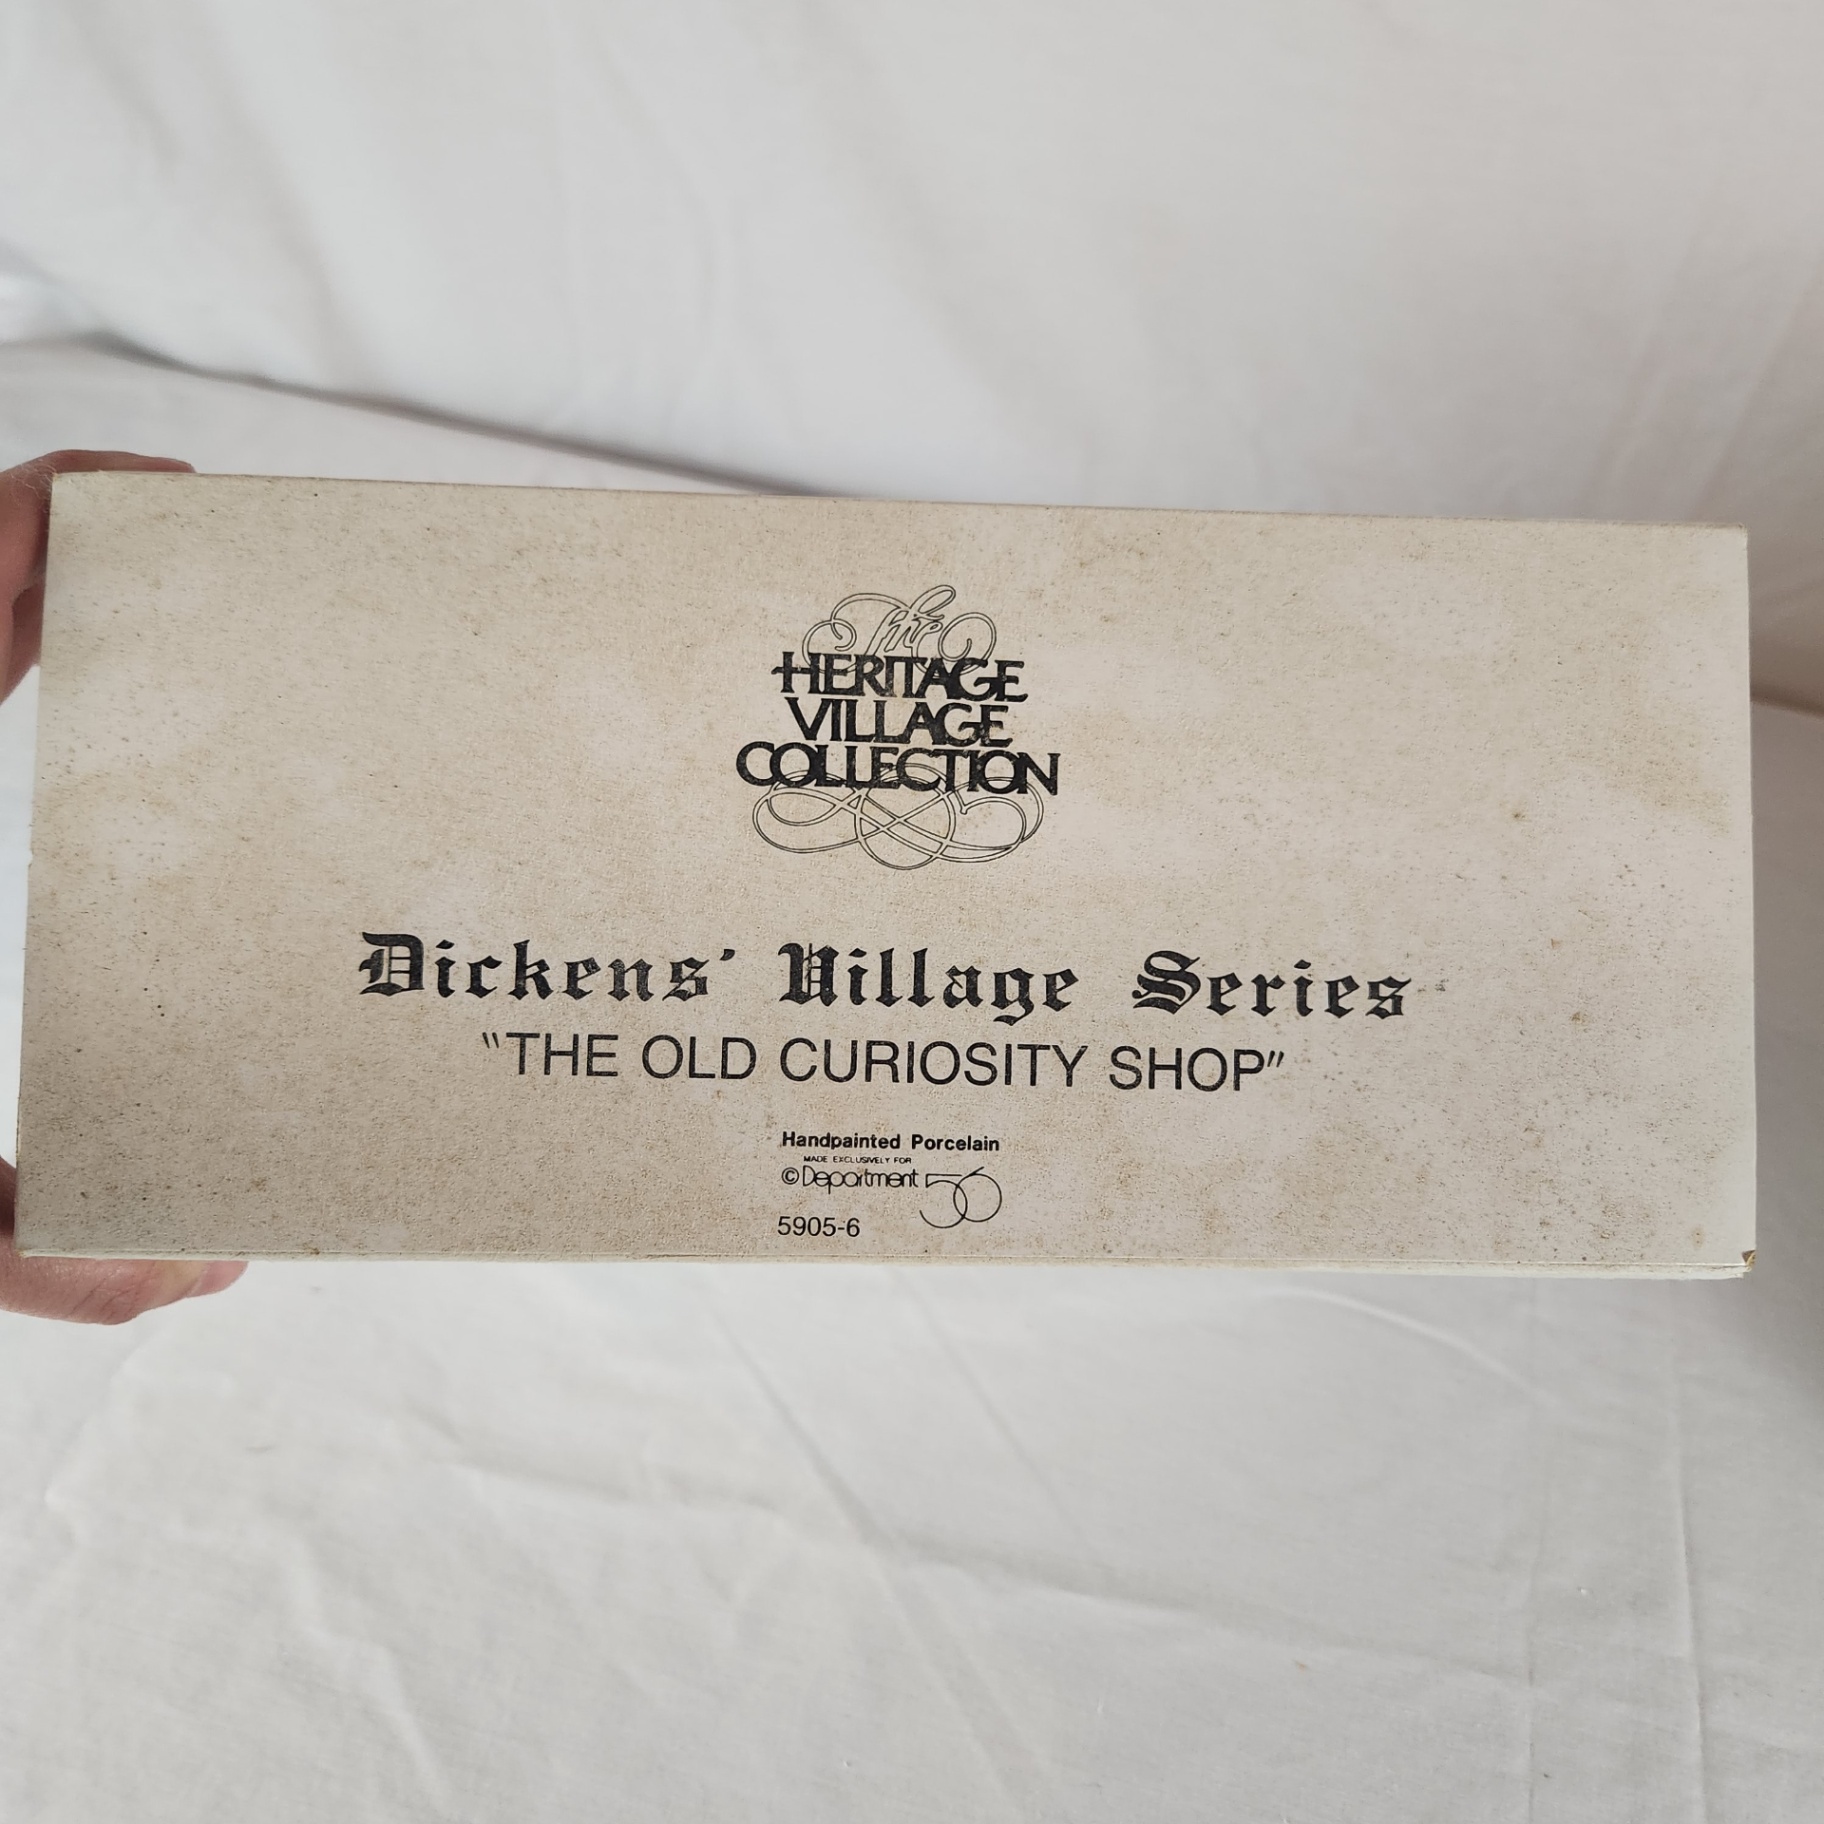 The
HERITAGE
VILLAGE
COLLECTION
Dickens' Village Series
"THE OLD CURIOSITY SHOP"
Handpainted Porcelain
MADE EXCLUSIVELY FOR
©Department 56
5905-6